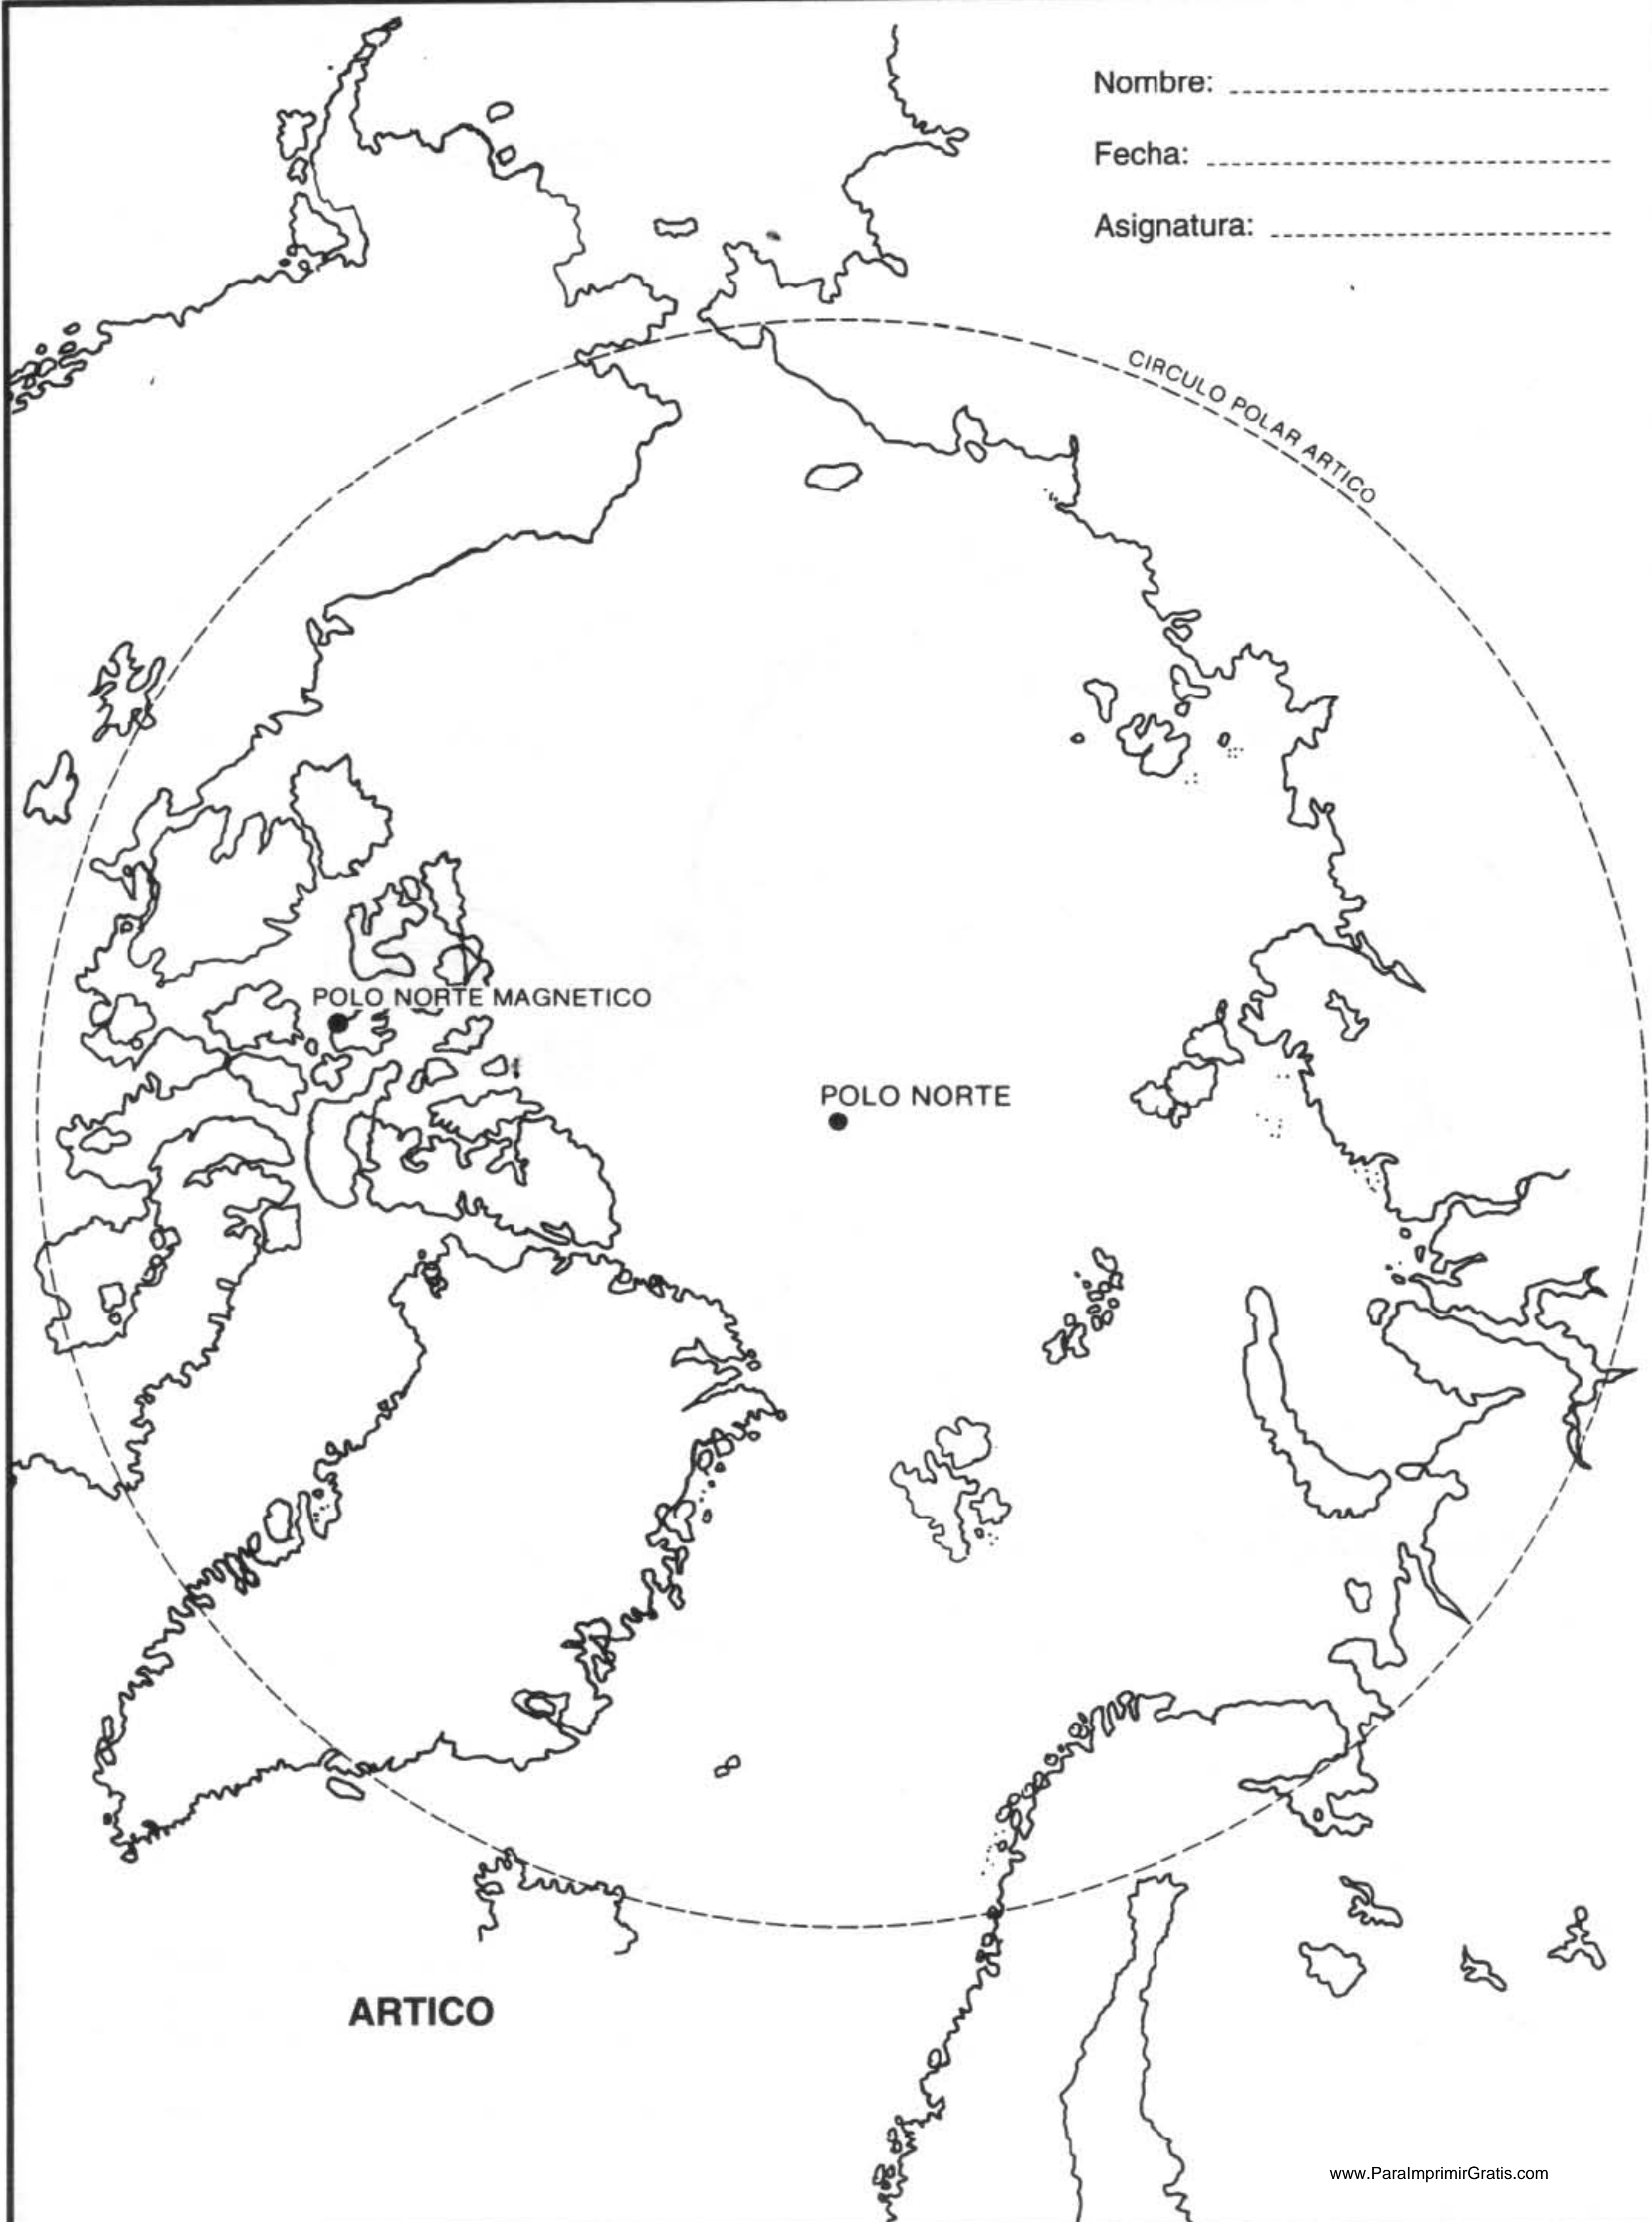 Nombre:
Fecha:
Asignatura:
CIRCULO POLAR ARTICO
POLO NORTE MAGNETICO
POLO NORTE
ARTICO
www.ParaImprimirGratis.com